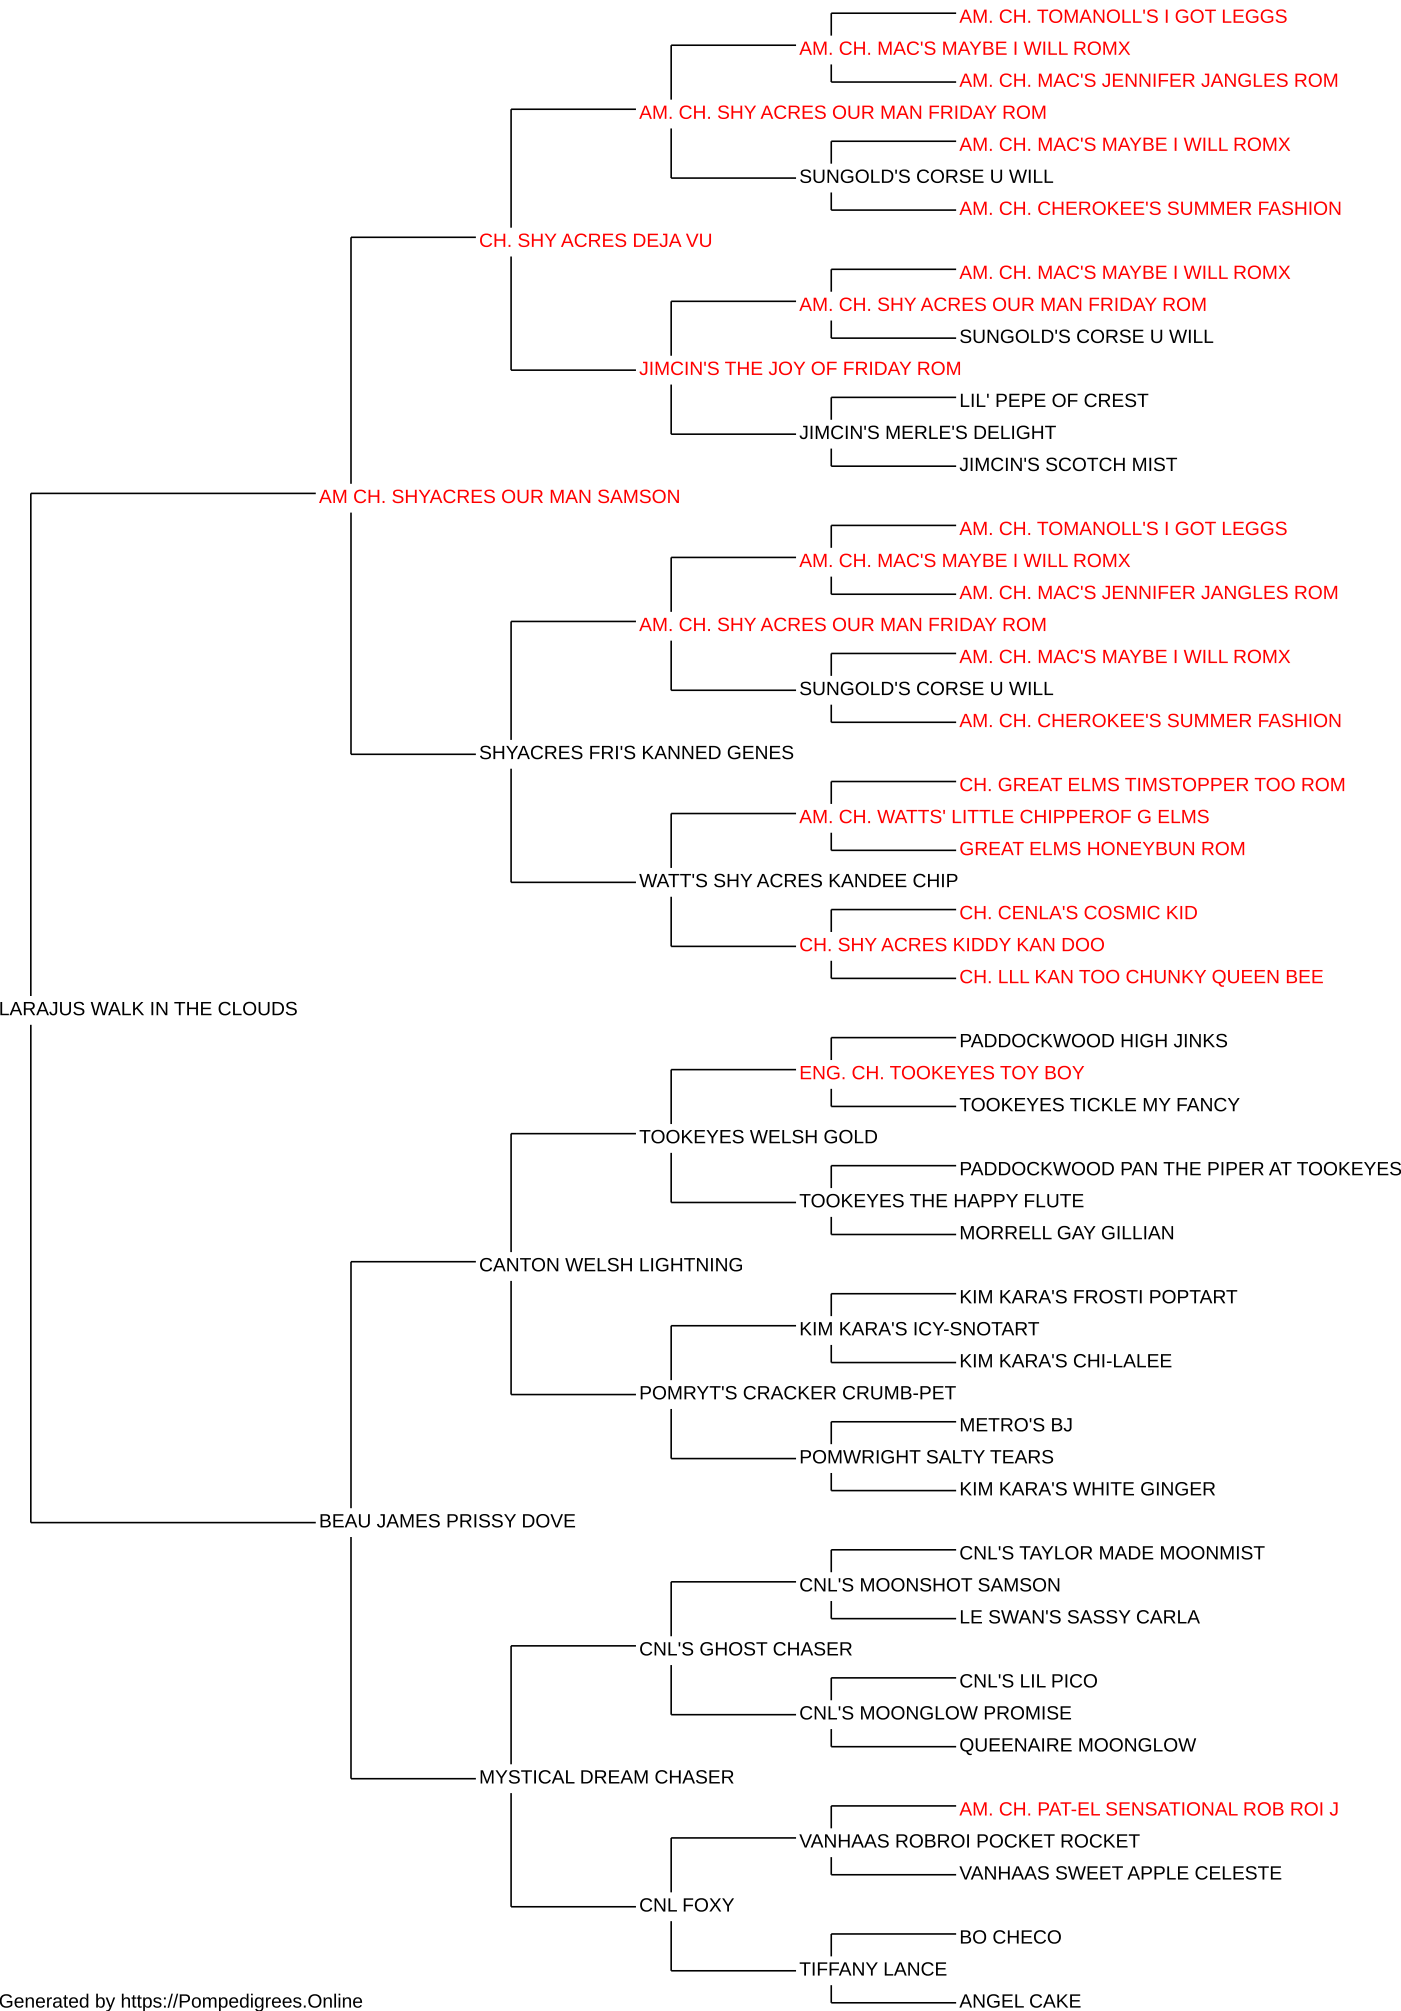 AM. CH. TOMANOLL'S I GOT LEGGS
AM. CH. MAC'S MAYBE I WILL ROMX
AM. CH. MAC'S JENNIFER JANGLES ROM
AM. CH. SHY ACRES OUR MAN FRIDAY ROM
AM. CH. MAC'S MAYBE I WILL ROMX
SUNGOLD'S CORSE U WILL
AM. CH. CHEROKEE'S SUMMER FASHION
CH. SHY ACRES DEJA VU
AM. CH. MAC'S MAYBE I WILL ROMX
AM. CH. SHY ACRES OUR MAN FRIDAY ROM
SUNGOLD'S CORSE U WILL
JIMCIN'S THE JOY OF FRIDAY ROM
LIL' PEPE OF CREST
JIMCIN'S MERLE'S DELIGHT
JIMCIN'S SCOTCH MIST
AM CH. SHYACRES OUR MAN SAMSON
AM. CH. TOMANOLL'S I GOT LEGGS
AM. CH. MAC'S MAYBE I WILL ROMX
AM. CH. MAC'S JENNIFER JANGLES ROM
AM. CH. SHY ACRES OUR MAN FRIDAY ROM
AM. CH. MAC'S MAYBE I WILL ROMX
SUNGOLD'S CORSE U WILL
AM. CH. CHEROKEE'S SUMMER FASHION
SHYACRES FRI'S KANNED GENES
CH. GREAT ELMS TIMSTOPPER TOO ROM
AM. CH. WATTS' LITTLE CHIPPEROF G ELMS
GREAT ELMS HONEYBUN ROM
WATT'S SHY ACRES KANDEE CHIP
CH. CENLA'S COSMIC KID
CH. SHY ACRES KIDDY KAN DOO
CH. LLL KAN TOO CHUNKY QUEEN BEE
LARAJUS WALK IN THE CLOUDS
PADDOCKWOOD HIGH JINKS
ENG. CH. TOOKEYES TOY BOY
TOOKEYES TICKLE MY FANCY
TOOKEYES WELSH GOLD
PADDOCKWOOD PAN THE PIPER AT TOOKEYES
TOOKEYES THE HAPPY FLUTE
MORRELL GAY GILLIAN
CANTON WELSH LIGHTNING
KIM KARA'S FROSTI POPTART
KIM KARA'S ICY-SNOTART
KIM KARA'S CHI-LALEE
POMRYT'S CRACKER CRUMB-PET
METRO'S BJ
POMWRIGHT SALTY TEARS
KIM KARA'S WHITE GINGER
BEAU JAMES PRISSY DOVE
CNL'S TAYLOR MADE MOONMIST
CNL'S MOONSHOT SAMSON
LE SWAN'S SASSY CARLA
CNL'S GHOST CHASER
CNL'S LIL PICO
CNL'S MOONGLOW PROMISE
QUEENAIRE MOONGLOW
MYSTICAL DREAM CHASER
AM. CH. PAT-EL SENSATIONAL ROB ROI J
VANHAAS ROBROI POCKET ROCKET
VANHAAS SWEET APPLE CELESTE
CNL FOXY
BO CHECO
TIFFANY LANCE
ANGEL CAKE
Generated by https://Pompedigrees.Online